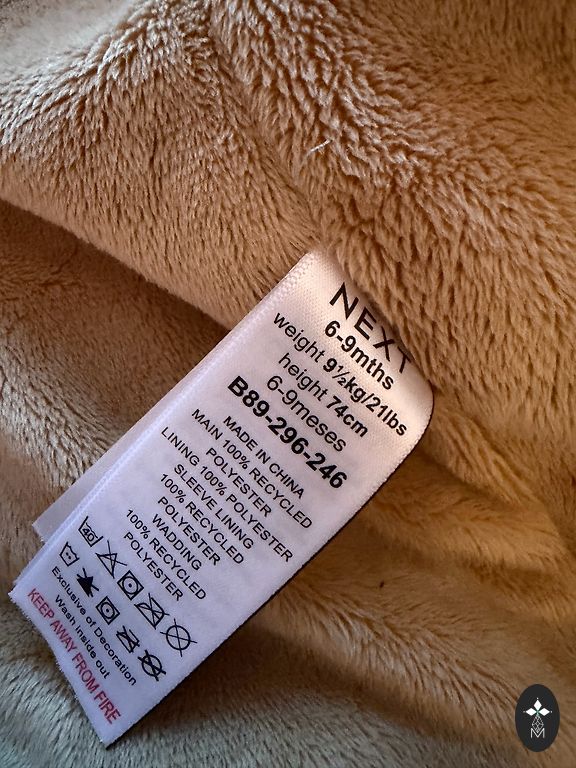 NEXT
6-9mths
weight 9½kg/21lbs
height 74cm
6-9meses
B89-296-246
MADE IN CHINA
MAIN 100% RECYCLED
POLYESTER
LINING 100% POLYESTER
SLEEVE LINING
100% RECYCLED
POLYESTER
WADDING
100% RECYCLED
POLYESTER
40
Exclusive of Decoration
Wash inside out
KEEP AWAY FROM FIRE
M